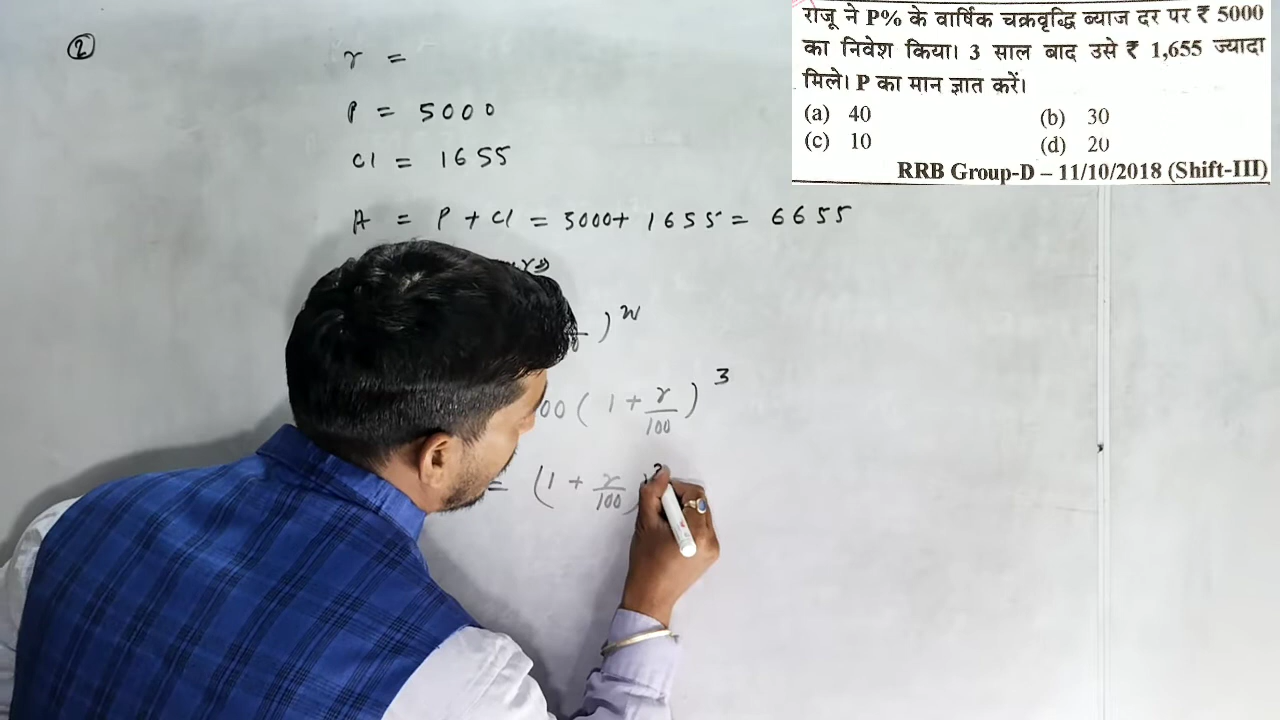 राजू ने P% के वार्षिक चक्रवृद्धि ब्याज दर पर ₹ 5000
का निवेश किया। 3 साल बाद उसे ₹ 1,655 ज्यादा
मिले। P का मान ज्ञात करें।
(a) 40 (b) 30
(c) 10 (d) 20
RRB Group-D – 11/10/2018 (Shift-III)
②
r =
P = 5000
CI = 1655
A = P + CI = 5000+ 1655 = 6655
)ⁿ
00 ( 1 + r/100 )³
= (1 + r/100)